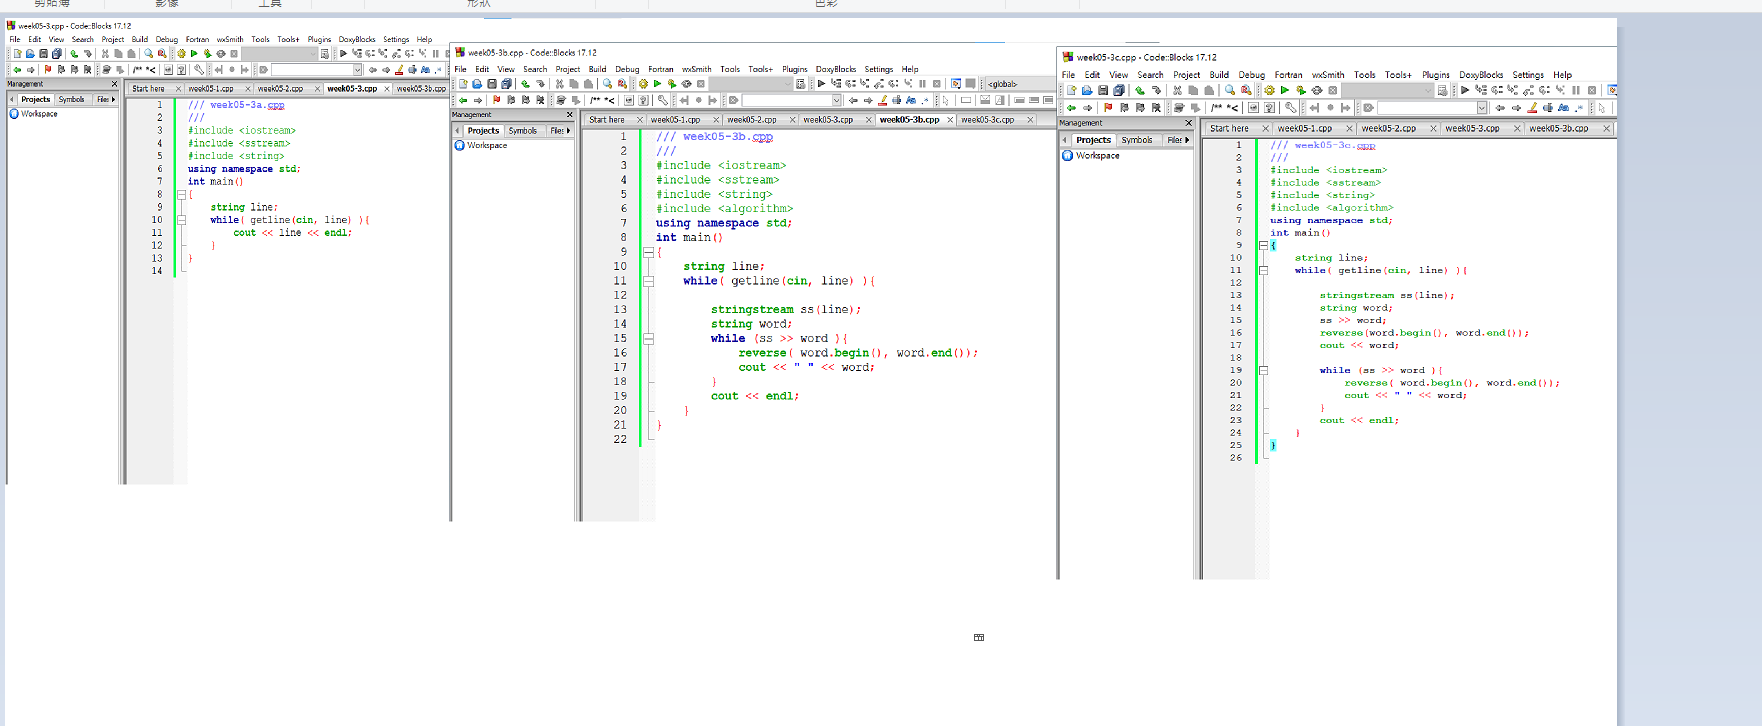 剪貼簿 影像 工具 形狀 色彩
week05-3.cpp - Code::Blocks 17.12
File Edit View Search Project Build Debug Fortran wxSmith Tools Tools+ Plugins DoxyBlocks Settings Help
Management
Projects Symbols Files
Workspace
Start here week05-1.cpp week05-2.cpp week05-3.cpp week05-3b.cpp
1 /// week05-3a.cpp
2 ///
3 #include <iostream>
4 #include <sstream>
5 #include <string>
6 using namespace std;
7 int main()
8 {
9 string line;
10 while( getline(cin, line) ){
11 cout << line << endl;
12 }
13 }
14
week05-3b.cpp - Code::Blocks 17.12
File Edit View Search Project Build Debug Fortran wxSmith Tools Tools+ Plugins DoxyBlocks Settings Help
<global>
Management
Projects Symbols Files
Workspace
Start here week05-1.cpp week05-2.cpp week05-3.cpp week05-3b.cpp week05-3c.cpp
1 /// week05-3b.cpp
2 ///
3 #include <iostream>
4 #include <sstream>
5 #include <string>
6 #include <algorithm>
7 using namespace std;
8 int main()
9 {
10 string line;
11 while( getline(cin, line) ){
12
13 stringstream ss(line);
14 string word;
15 while (ss >> word ){
16 reverse( word.begin(), word.end());
17 cout << " " << word;
18 }
19 cout << endl;
20 }
21 }
22
week05-3c.cpp - Code::Blocks 17.12
File Edit View Search Project Build Debug Fortran wxSmith Tools Tools+ Plugins DoxyBlocks Settings Help
Management
Projects Symbols Files
Workspace
Start here week05-1.cpp week05-2.cpp week05-3.cpp week05-3b.cpp
1 /// week05-3c.cpp
2 ///
3 #include <iostream>
4 #include <sstream>
5 #include <string>
6 #include <algorithm>
7 using namespace std;
8 int main()
9 {
10 string line;
11 while( getline(cin, line) ){
12
13 stringstream ss(line);
14 string word;
15 ss >> word;
16 reverse(word.begin(), word.end());
17 cout << word;
18
19 while (ss >> word ){
20 reverse( word.begin(), word.end());
21 cout << " " << word;
22 }
23 cout << endl;
24 }
25 }
26